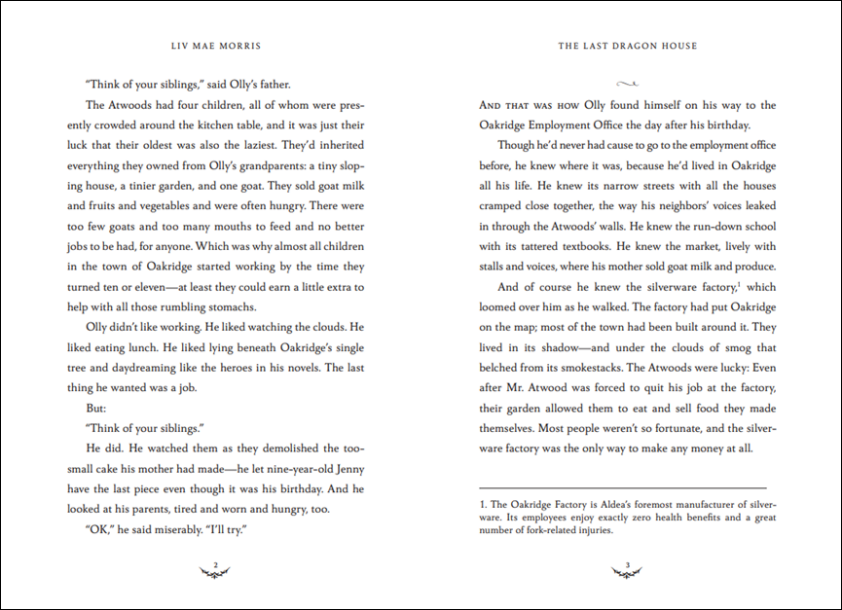 LIV MAE MORRIS
“Think of your siblings,” said Olly’s father.
The Atwoods had four children, all of whom were pres-
ently crowded around the kitchen table, and it was just their
luck that their oldest was also the laziest. They’d inherited
everything they owned from Olly’s grandparents: a tiny slop-
ing house, a tinier garden, and one goat. They sold goat milk
and fruits and vegetables and were often hungry. There were
too few goats and too many mouths to feed and no better
jobs to be had, for anyone. Which was why almost all children
in the town of Oakridge started working by the time they
turned ten or eleven—at least they could earn a little extra to
help with all those rumbling stomachs.
Olly didn’t like working. He liked watching the clouds. He
liked eating lunch. He liked lying beneath Oakridge’s single
tree and daydreaming like the heroes in his novels. The last
thing he wanted was a job.
But:
“Think of your siblings.”
He did. He watched them as they demolished the too-
small cake his mother had made—he let nine-year-old Jenny
have the last piece even though it was his birthday. And he
looked at his parents, tired and worn and hungry, too.
“OK,” he said miserably. “I’ll try.”
2
THE LAST DRAGON HOUSE
AND THAT WAS HOW Olly found himself on his way to the
Oakridge Employment Office the day after his birthday.
Though he’d never had cause to go to the employment office
before, he knew where it was, because he’d lived in Oakridge
all his life. He knew its narrow streets with all the houses
cramped close together, the way his neighbors’ voices leaked
in through the Atwoods’ walls. He knew the run-down school
with its tattered textbooks. He knew the market, lively with
stalls and voices, where his mother sold goat milk and produce.
And of course he knew the silverware factory,¹ which
loomed over him as he walked. The factory had put Oakridge
on the map; most of the town had been built around it. They
lived in its shadow—and under the clouds of smog that
belched from its smokestacks. The Atwoods were lucky: Even
after Mr. Atwood was forced to quit his job at the factory,
their garden allowed them to eat and sell food they made
themselves. Most people weren’t so fortunate, and the silver-
ware factory was the only way to make any money at all.
1. The Oakridge Factory is Aldea’s foremost manufacturer of silver-
ware. Its employees enjoy exactly zero health benefits and a great
number of fork-related injuries.
3